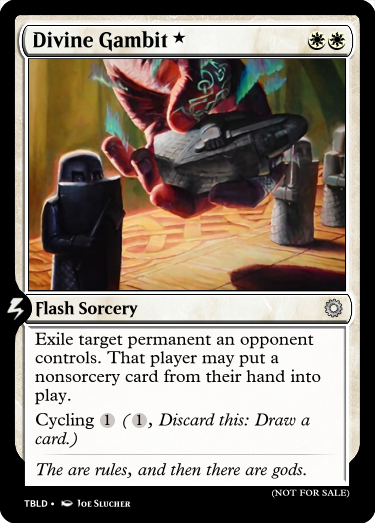 Divine Gambit ★
Flash Sorcery
Exile target permanent an opponent
controls. That player may put a
nonsorcery card from their hand into
play.
Cycling 1 (1, Discard this: Draw a
card.)
The are rules, and then there are gods.
(NOT FOR SALE)
TBLD • Joe Slucher